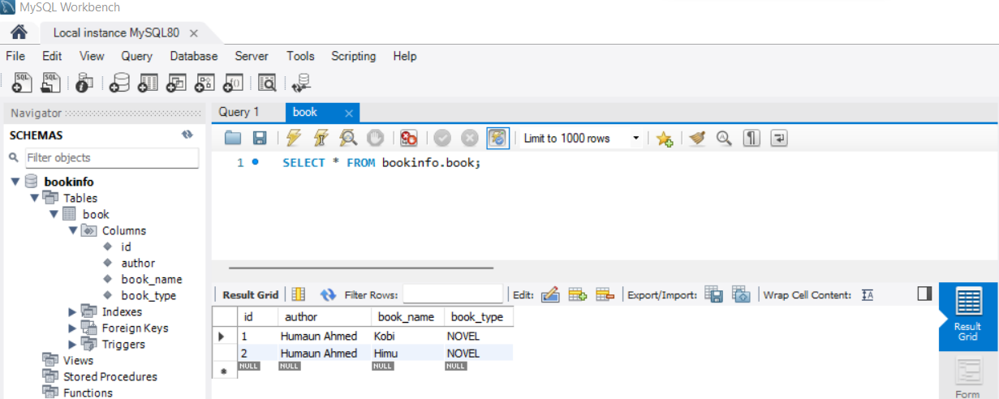 MySQL Workbench
Local instance MySQL80
File Edit View Query Database Server Tools Scripting Help
SQL SQL
Navigator
SCHEMAS
Filter objects
bookinfo
Tables
book
Columns
id
author
book_name
book_type
Indexes
Foreign Keys
Triggers
Views
Stored Procedures
Functions
Query 1 book
Limit to 1000 rows
1 SELECT * FROM bookinfo.book;
Result Grid Filter Rows: Edit: Export/Import: Wrap Cell Content: IA
id author book_name book_type
1 Humaun Ahmed Kobi NOVEL
2 Humaun Ahmed Himu NOVEL
NULL NULL NULL NULL
Result
Grid
Form